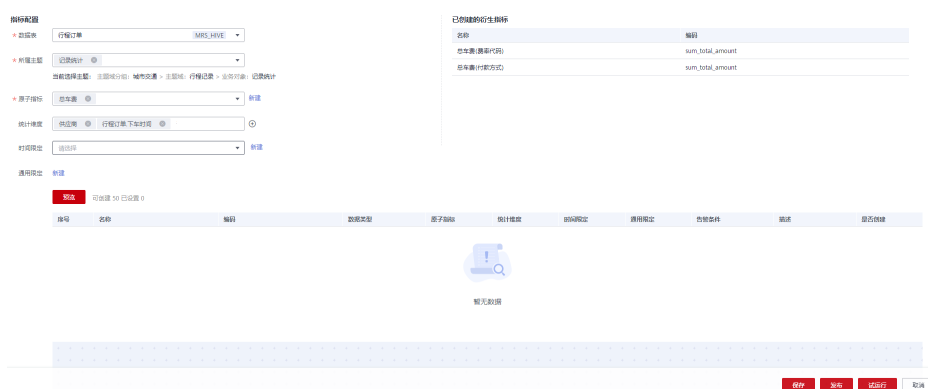 指标配置
* 数据表 行程订单 MRS_HIVE
* 所属主题 记录统计
当前选择主题: 主题域分组: 城市交通 > 主题域: 行程记录 > 业务对象: 记录统计
* 原子指标 总车费 新建
统计维度 供应商 行程订单.下车时间
时间限定 请选择 新建
通用限定 新建
预览 可创建 50 已设置 0
已创建的衍生指标
名称 编码
总车费(费率代码) sum_total_amount
总车费(付款方式) sum_total_amount
序号 名称 编码 数据类型 原子指标 统计维度 时间限定 通用限定 告警条件 描述 是否创建
暂无数据
保存 发布 试运行 取消